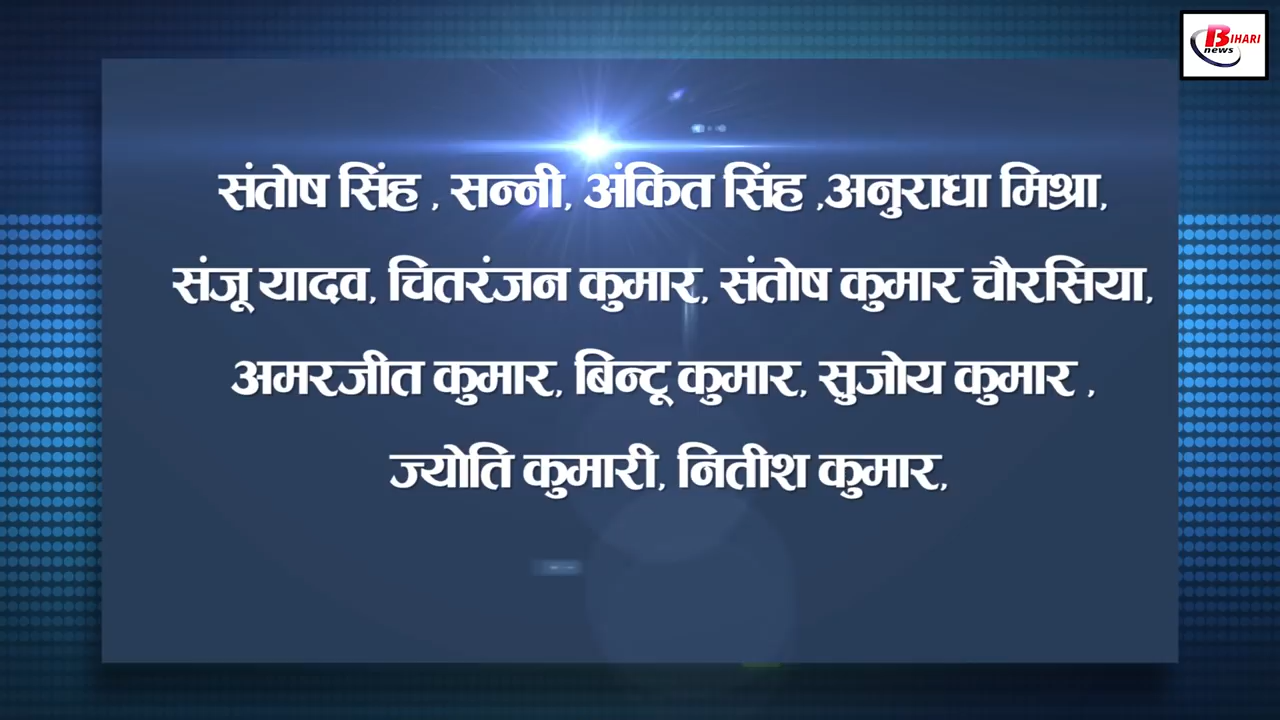 BIHARI
news
संतोष सिंह , सन्नी, अंकित सिंह ,अनुराधा मिश्रा,
संजू यादव, चितरंजन कुमार, संतोष कुमार चौरसिया,
अमरजीत कुमार, बिन्टू कुमार, सुजोय कुमार ,
ज्योति कुमारी, नितीश कुमार,